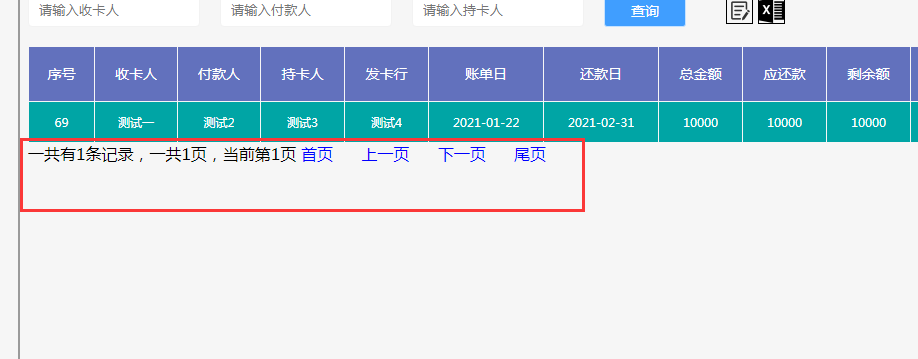 请输入收卡人 请输入付款人 请输入持卡人 查询
序号 收卡人 付款人 持卡人 发卡行 账单日 还款日 总金额 应还款 剩余额
69 测试一 测试2 测试3 测试4 2021-01-22 2021-02-31 10000 10000 10000
一共有1条记录，一共1页，当前第1页 首页 上一页 下一页 尾页